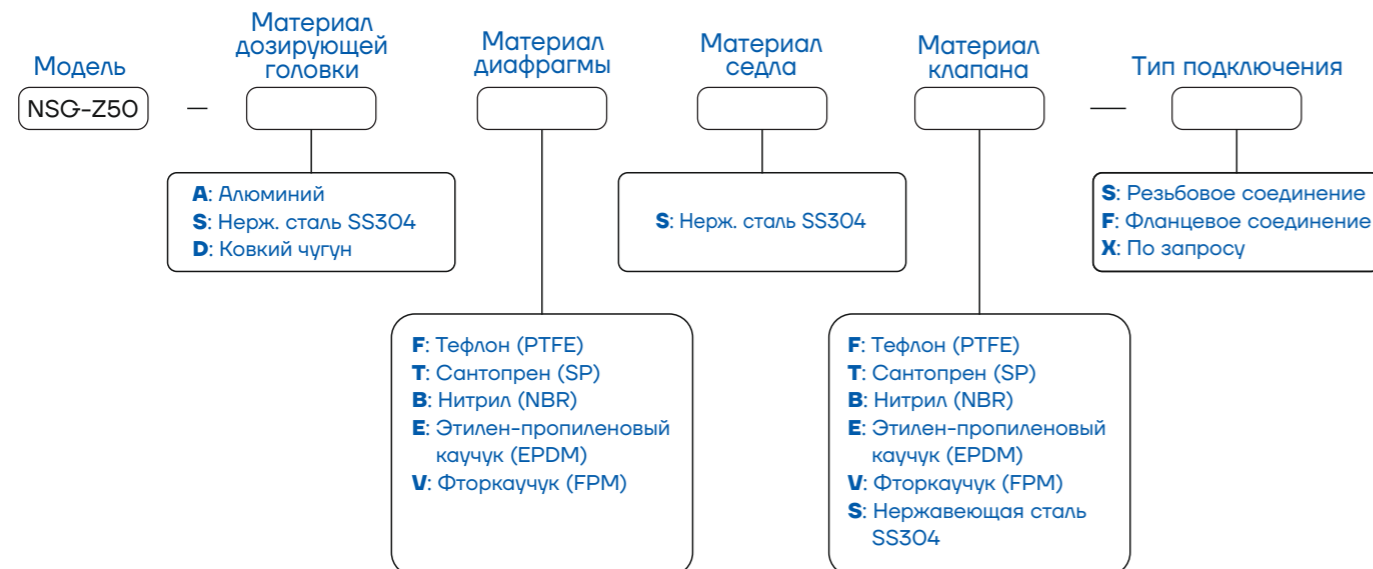 Модель
NSG-Z50
—
Материал
дозирующей
головки
Материал
диафрагмы
Материал
седла
Материал
клапана
—
Тип подключения
A: Алюминий
S: Нерж. сталь SS304
D: Ковкий чугун
F: Тефлон (PTFE)
T: Сантопрен (SP)
B: Нитрил (NBR)
E: Этилен-пропиленовый
каучук (EPDM)
V: Фторкаучук (FPM)
S: Нерж. сталь SS304
F: Тефлон (PTFE)
T: Сантопрен (SP)
B: Нитрил (NBR)
E: Этилен-пропиленовый
каучук (EPDM)
V: Фторкаучук (FPM)
S: Нержавеющая сталь
SS304
S: Резьбовое соединение
F: Фланцевое соединение
X: По запросу